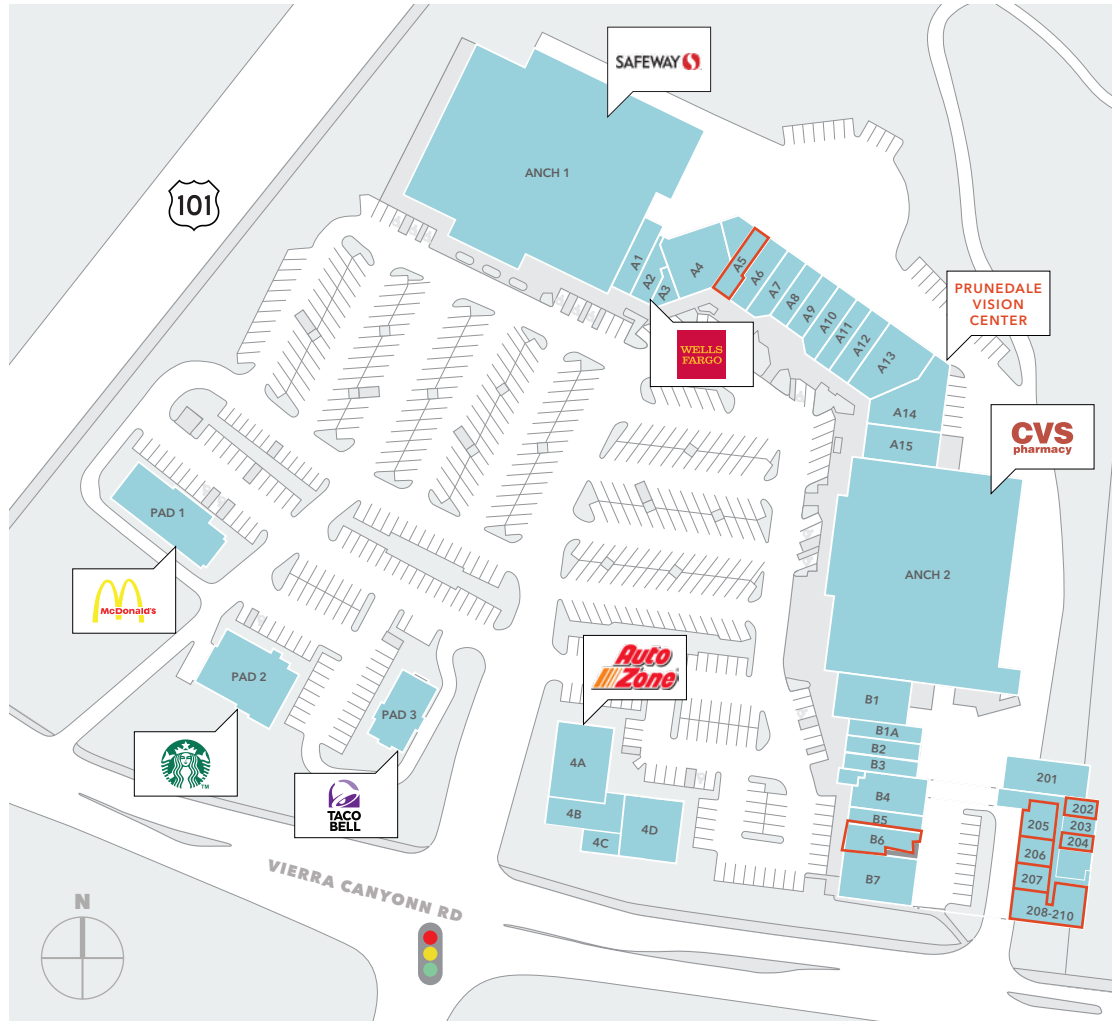 SAFEWAY
ANCH 1
101
A1
A2
A3
A4
A5
A6
A7
A8
A9
A10
A11
A12
A13
A14
A15
PRUNEDALE
VISION
CENTER
WELLS
FARGO
CVS
pharmacy
PAD 1
McDonald's
ANCH 2
PAD 2
TM
PAD 3
TACO
BELL
Auto
Zone
4A
4B
4C
4D
B1
B1A
B2
B3
B4
B5
B6
B7
201
202
203
204
205
206
207
208-210
VIERRA CANYONN RD
N